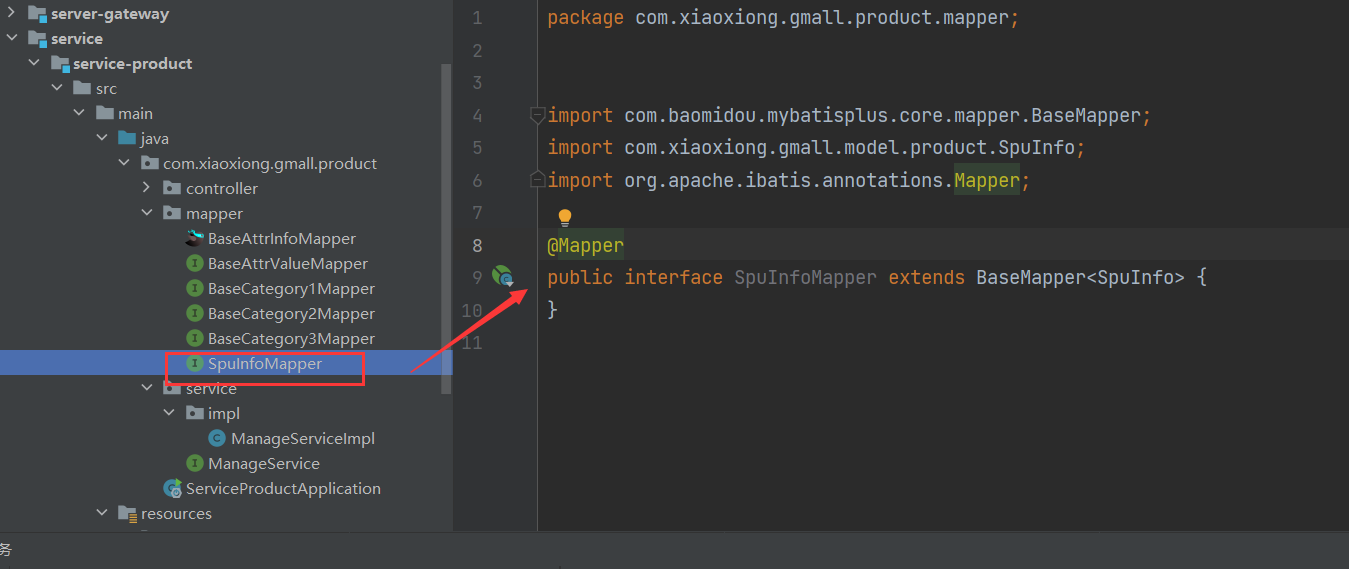 server-gateway
service
service-product
src
main
java
com.xiaoxiong.gmall.product
controller
mapper
BaseAttrInfoMapper
BaseAttrValueMapper
BaseCategory1Mapper
BaseCategory2Mapper
BaseCategory3Mapper
SpuInfoMapper
service
impl
ManageServiceImpl
ManageService
ServiceProductApplication
resources
务
1 package com.xiaoxiong.gmall.product.mapper;
2
3
4 import com.baomidou.mybatisplus.core.mapper.BaseMapper;
5 import com.xiaoxiong.gmall.model.product.SpuInfo;
6 import org.apache.ibatis.annotations.Mapper;
7
8 @Mapper
9 public interface SpuInfoMapper extends BaseMapper<SpuInfo> {
10 }
11